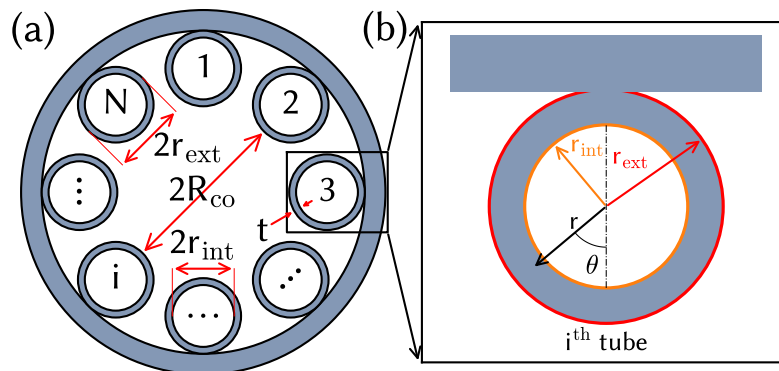 (a)
1
2
3
⋰
⋯
i
⋮
N
2r_ext
2R_co
2r_int
t
(b)
r_int
r_ext
r
θ
i^th tube